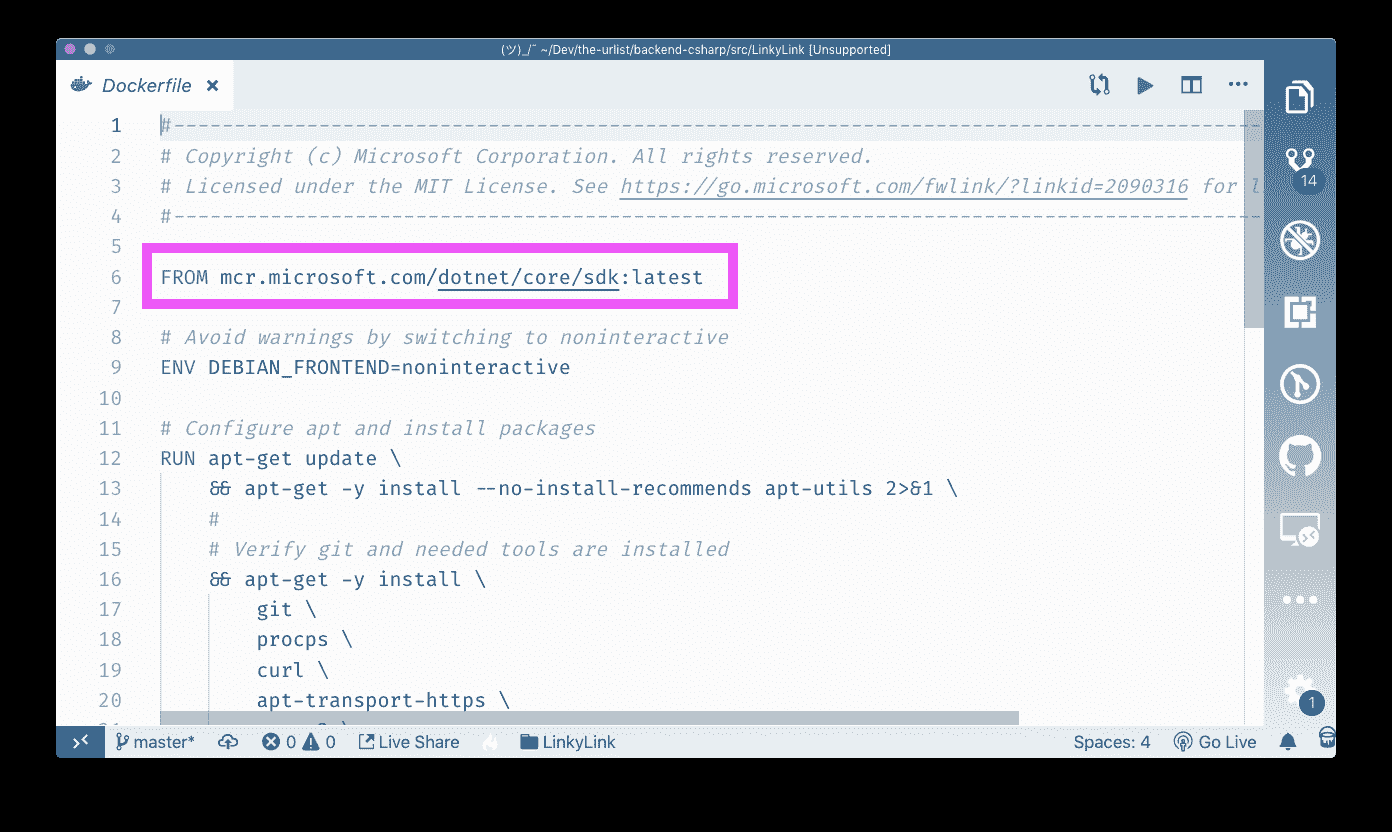 (ツ)_/¯ ~/Dev/the-urlist/backend-csharp/src/LinkyLink [Unsupported]
Dockerfile
1 #------------------------------------------------------------------------------------------
2 # Copyright (c) Microsoft Corporation. All rights reserved.
3 # Licensed under the MIT License. See https://go.microsoft.com/fwlink/?linkid=2090316 for
4 #------------------------------------------------------------------------------------------
5
6 FROM mcr.microsoft.com/dotnet/core/sdk:latest
7
8 # Avoid warnings by switching to noninteractive
9 ENV DEBIAN_FRONTEND=noninteractive
10
11 # Configure apt and install packages
12 RUN apt-get update \
13 && apt-get -y install --no-install-recommends apt-utils 2>&1 \
14 #
15 # Verify git and needed tools are installed
16 && apt-get -y install \
17 git \
18 procps \
19 curl \
20 apt-transport-https \
14
1
master*
0 0
Live Share
LinkyLink
Spaces: 4
Go Live